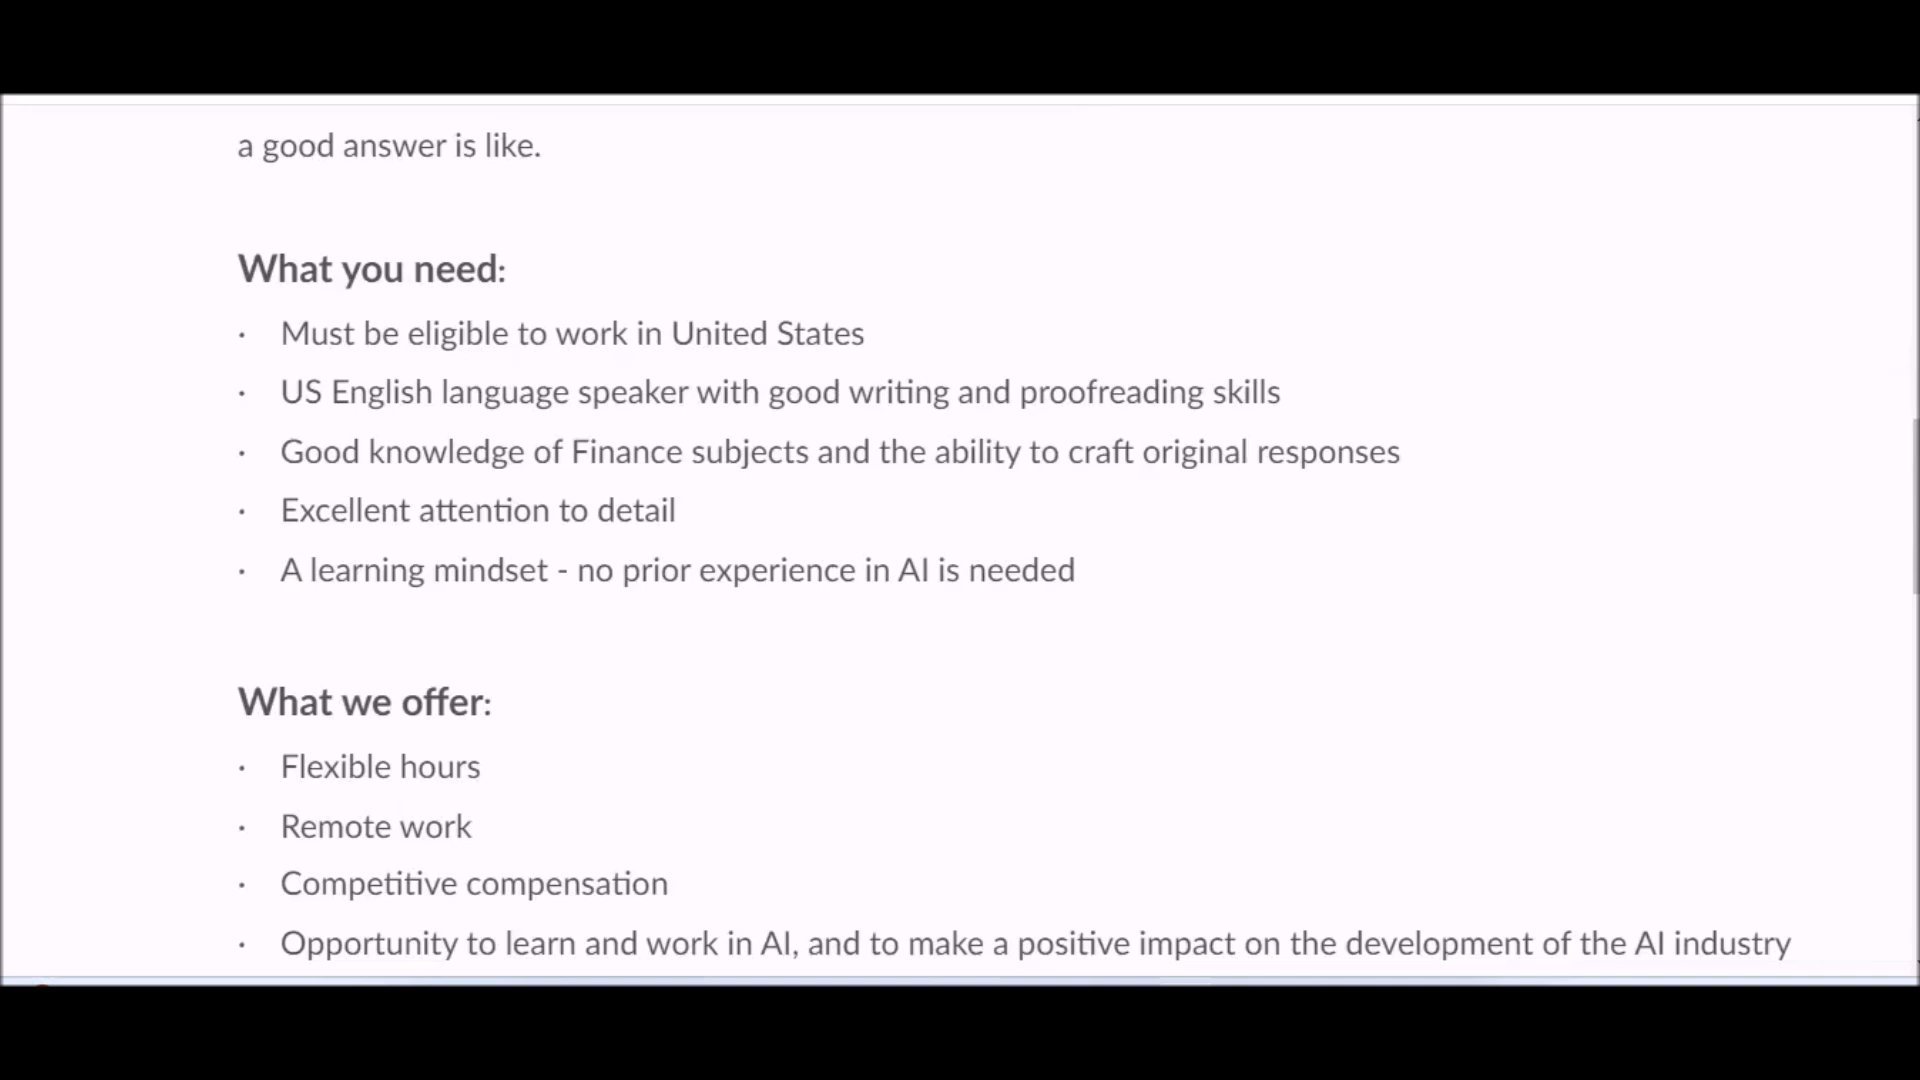 a good answer is like.
What you need:
· Must be eligible to work in United States
· US English language speaker with good writing and proofreading skills
· Good knowledge of Finance subjects and the ability to craft original responses
· Excellent attention to detail
· A learning mindset - no prior experience in AI is needed
What we offer:
· Flexible hours
· Remote work
· Competitive compensation
· Opportunity to learn and work in AI, and to make a positive impact on the development of the AI industry